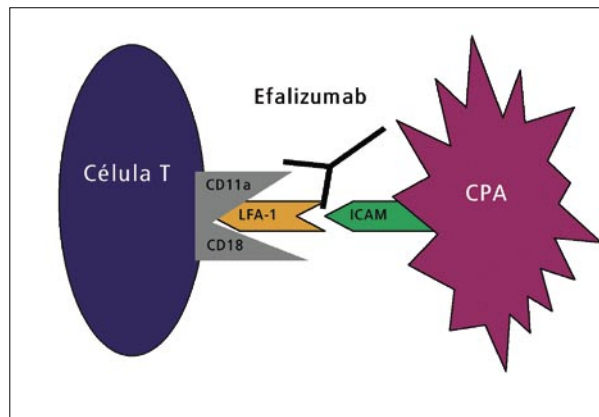 Efalizumab
Célula T
CD11a
CPA
LFA-1
ICAM
CD18